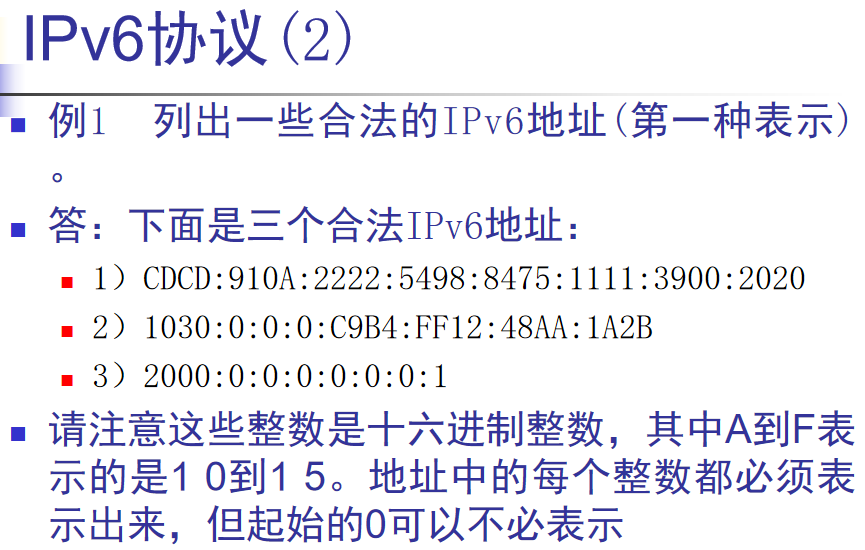 IPv6协议(2)
例1 列出一些合法的IPv6地址(第一种表示)
。
答：下面是三个合法IPv6地址：
1）CDCD:910A:2222:5498:8475:1111:3900:2020
2）1030:0:0:0:C9B4:FF12:48AA:1A2B
3）2000:0:0:0:0:0:0:1
请注意这些整数是十六进制整数，其中A到F表
示的是1 0到1 5。地址中的每个整数都必须表
示出来，但起始的0可以不必表示